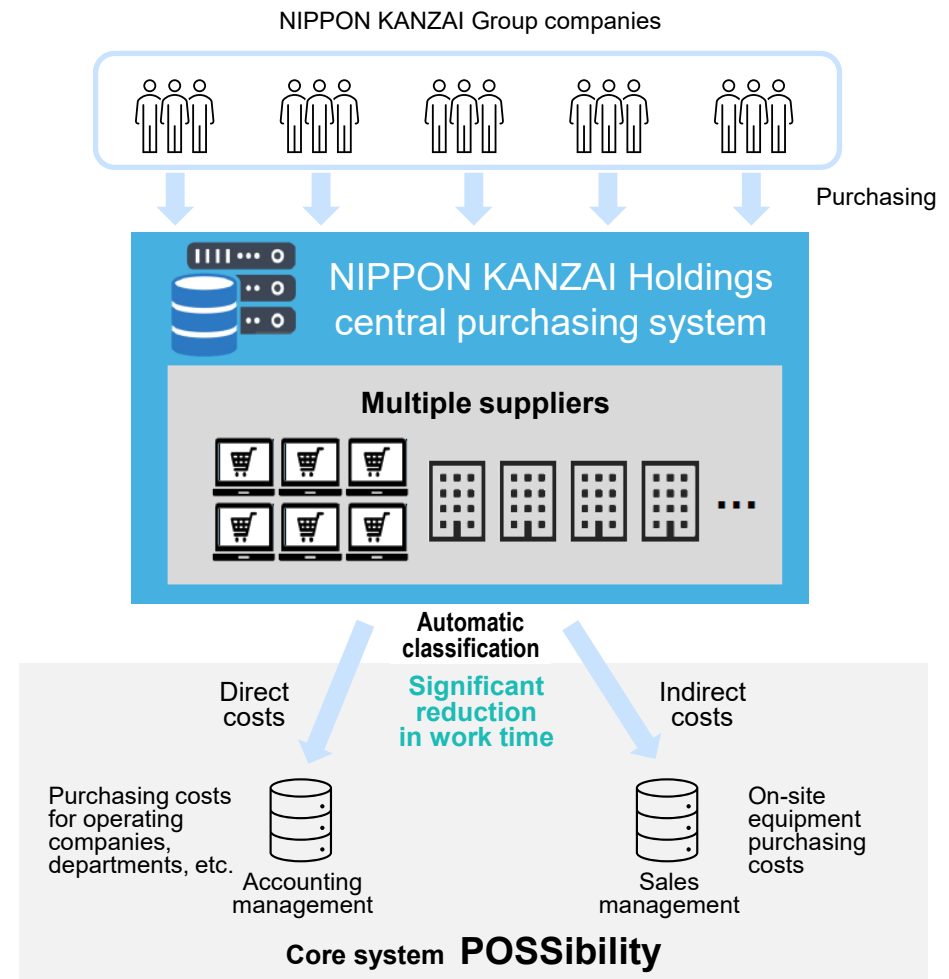 NIPPON KANZAI Group companies
Purchasing
NIPPON KANZAI Holdings
central purchasing system
Multiple suppliers
...
Automatic
classification
Significant
reduction
in work time
Direct
costs
Indirect
costs
Purchasing costs
for operating
companies,
departments, etc.
Accounting
management
Sales
management
On-site
equipment
purchasing
costs
Core system POSSibility